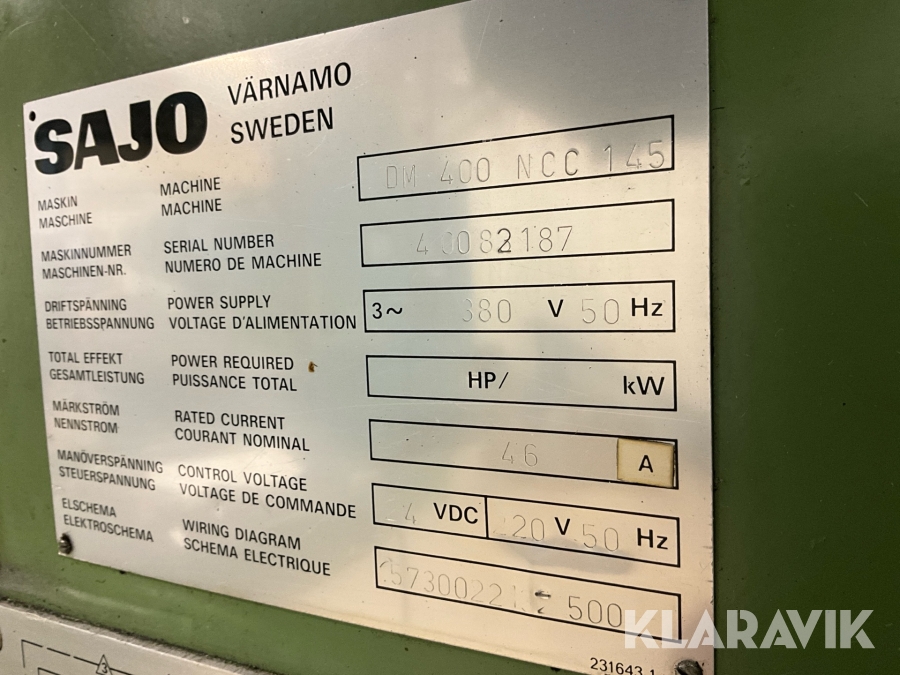 SAJO VÄRNAMO
SWEDEN
MASKIN MACHINE DM 400 NCC 145
MASCHINE MACHINE
MASKINNUMMER SERIAL NUMBER
MASCHINEN-NR. NUMERO DE MACHINE
DRIFTSPÄNNING POWER SUPPLY 3~ 380 V 50 Hz
BETRIEBSSPANNUNG VOLTAGE D'ALIMENTATION
TOTAL EFFEKT POWER REQUIRED HP/ kW
GESAMTLEISTUNG PUISSANCE TOTAL
MÄRKSTRÖM RATED CURRENT 46 A
NENNSTROM COURANT NOMINAL
MANÖVERSPÄNNING CONTROL VOLTAGE VDC V 50 Hz
STEUERSPANNUNG VOLTAGE DE COMMANDE
ELSCHEMA WIRING DIAGRAM 500
ELEKTROSCHEMA SCHEMA ELECTRIQUE
231643.1
3
KLARAVIK